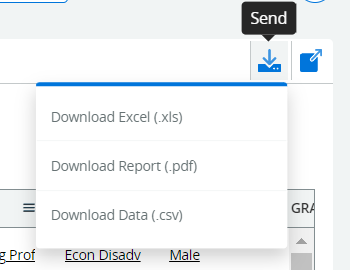 Send
Download Excel (.xls)
Download Report (.pdf)
Download Data (.csv)
GRA
g Prof Econ Disadv Male